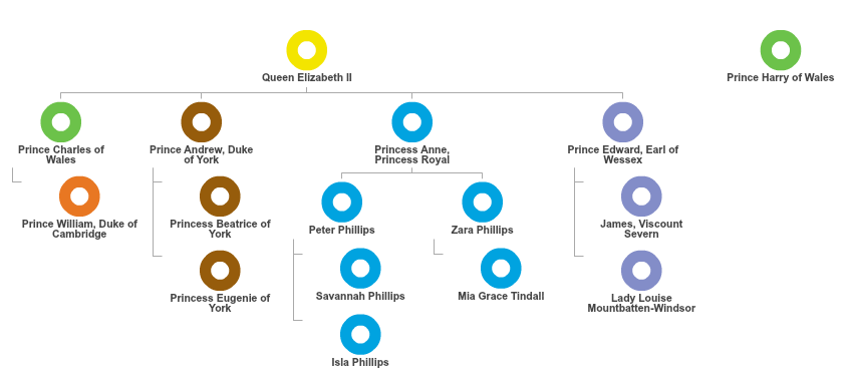 Queen Elizabeth II
Prince Harry of Wales
Prince Charles of
Wales
Prince Andrew, Duke
of York
Princess Anne,
Princess Royal
Prince Edward, Earl of
Wessex
Prince William, Duke of
Cambridge
Princess Beatrice of
York
Peter Phillips
Zara Phillips
James, Viscount
Severn
Princess Eugenie of
York
Savannah Phillips
Mia Grace Tindall
Lady Louise
Mountbatten-Windsor
Isla Phillips